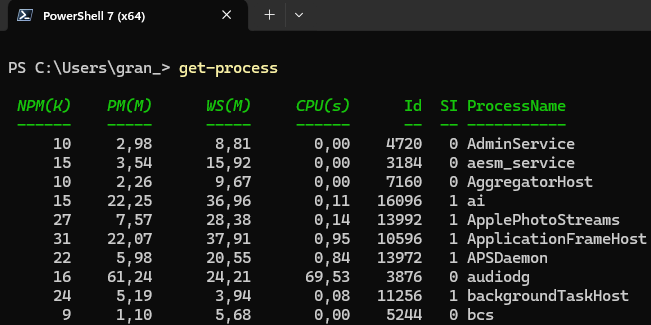 PowerShell 7 (x64)
PS C:\Users\gran_> get-process
NPM(K) PM(M) WS(M) CPU(s) Id SI ProcessName
------ ----- ----- ------ -- -- -----------
10 2,98 8,81 0,00 4720 0 AdminService
15 3,54 15,92 0,00 3184 0 aesm_service
10 2,26 9,67 0,00 7160 0 AggregatorHost
15 22,25 36,96 0,11 16096 1 ai
27 7,57 28,38 0,14 13992 1 ApplePhotoStreams
31 22,07 37,91 0,95 10596 1 ApplicationFrameHost
22 5,98 20,55 0,84 13972 1 APSDaemon
16 61,24 24,21 69,53 3876 0 audiodg
24 5,19 3,94 0,08 11256 1 backgroundTaskHost
9 1,10 5,68 0,00 5244 0 bcs